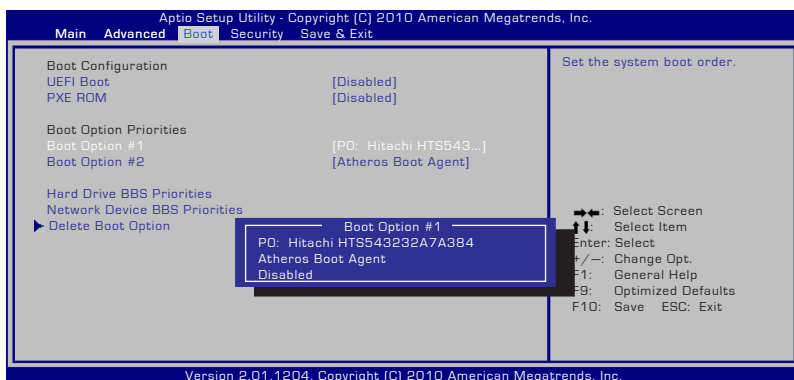 Aptio Setup Utility - Copyright (C) 2010 American Megatrends, Inc.
Main Advanced Boot Security Save & Exit
Boot Configuration
UEFI Boot [Disabled]
PXE ROM [Disabled]
Boot Option Priorities
Boot Option #1 [P0: Hitachi HTS543...]
Boot Option #2 [Atheros Boot Agent]
Hard Drive BBS Priorities
Network Device BBS Priorities
Delete Boot Option
Boot Option #1
P0: Hitachi HTS543232A7A384
Atheros Boot Agent
Disabled
Set the system boot order.
→←: Select Screen
↑↓: Select Item
Enter: Select
+/—: Change Opt.
F1: General Help
F9: Optimized Defaults
F10: Save ESC: Exit
Version 2.01.1204. Copyright (C) 2010 American Megatrends, Inc.